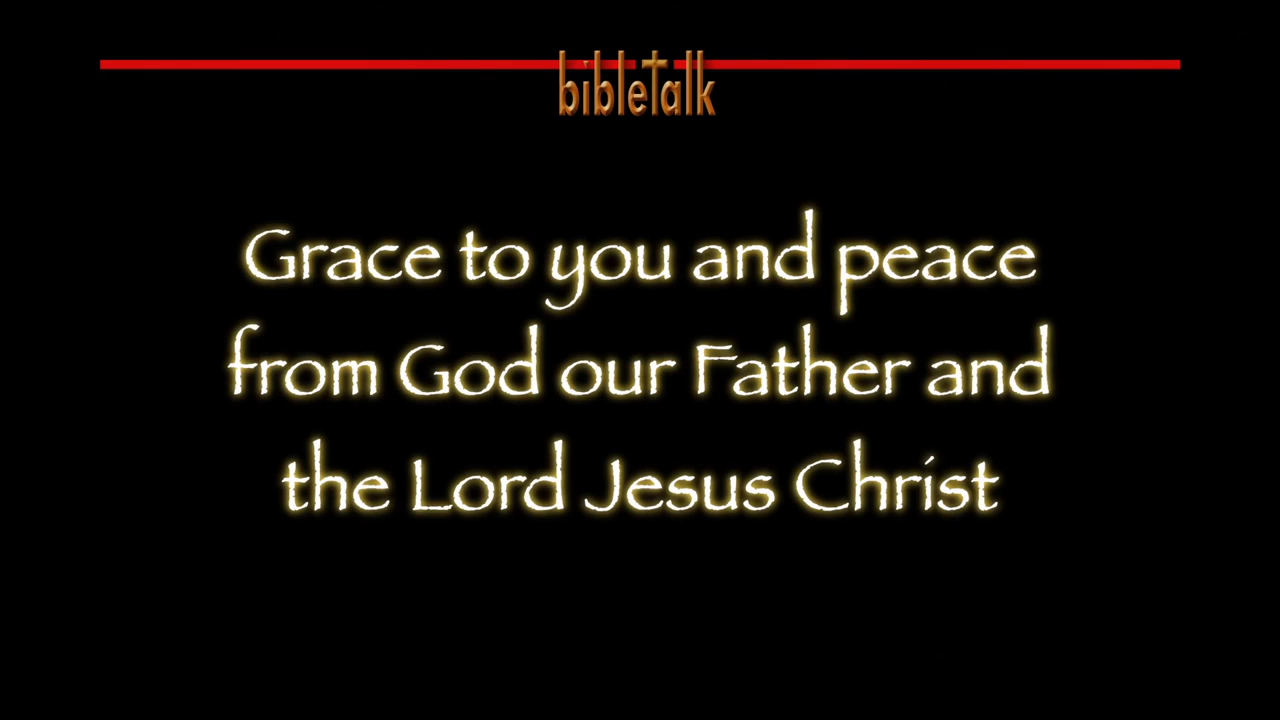 bibleTalk
Grace to you and peace
from God our Father and
the Lord Jesus Christ